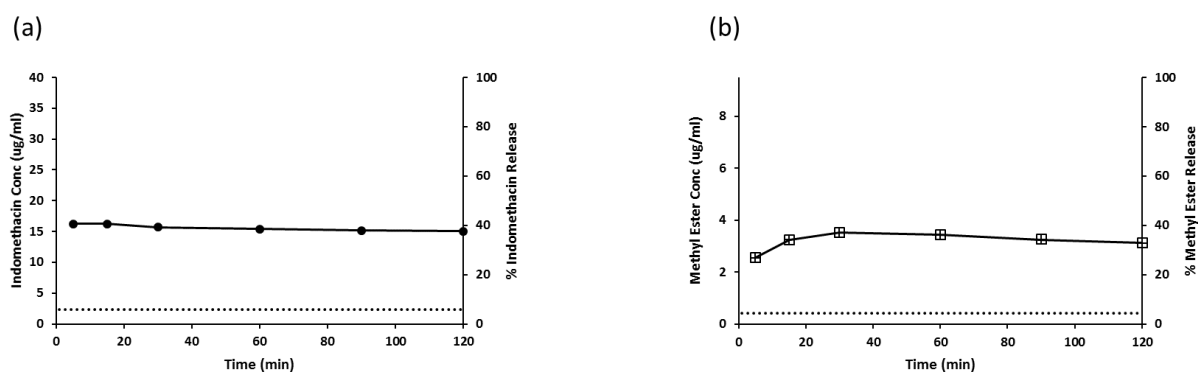 (a)
Indomethacin Conc (ug/ml)
40
35
30
25
20
15
10
5
0
0 20 40 60 80 100 120
Time (min)
100
80
60
40
20
0
% Indomethacin Release
(b)
Methyl Ester Conc (ug/ml)
8
6
4
2
0
0 20 40 60 80 100 120
Time (min)
100
80
60
40
20
0
% Methyl Ester Release